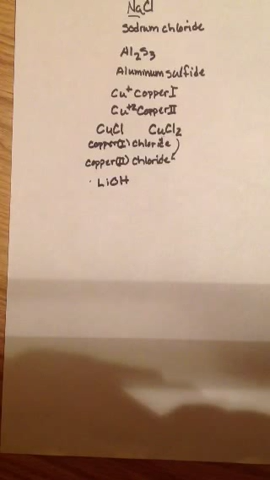 NaCl
Sodium chloride
Al2S3
Aluminum sulfide
Cu+ Copper I
Cu+2 Copper II
CuCl CuCl2
copper(I) chloride
copper(II) chloride
LiOH